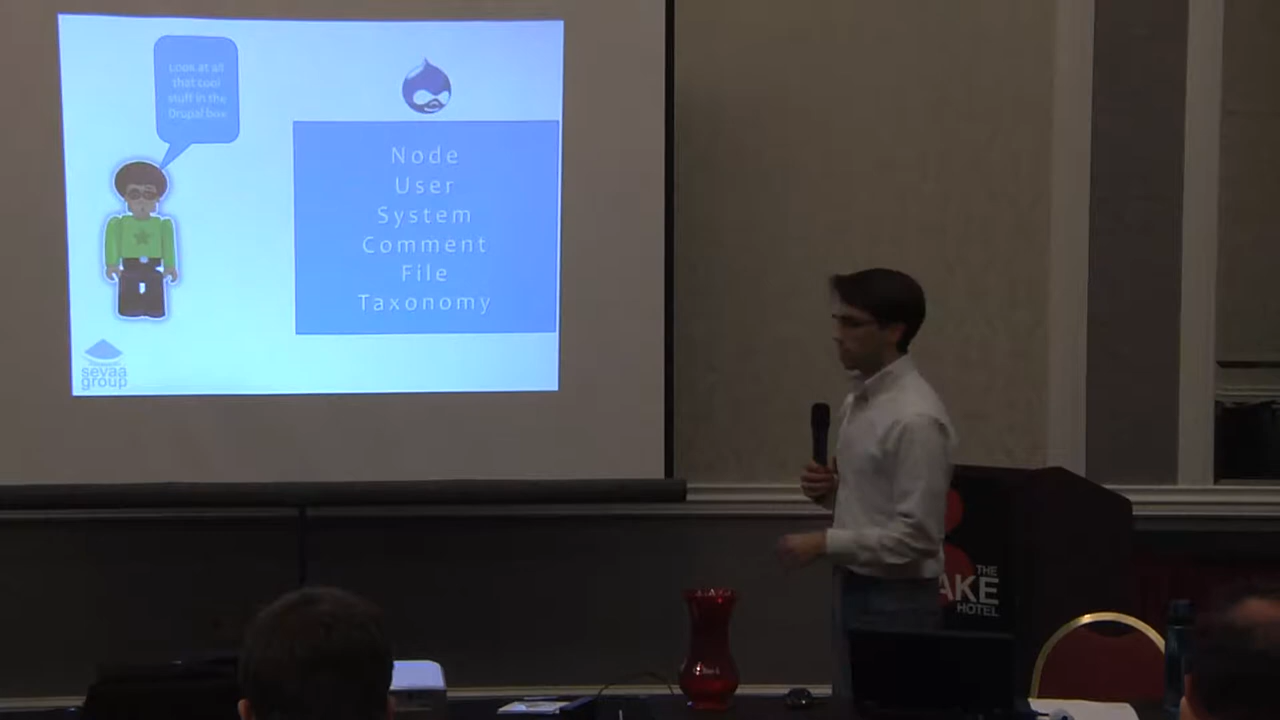 Look at all
that cool
stuff in the
Drupal box
Node
User
System
Comment
File
Taxonomy
sevaa
group
THE
AKE
HOTEL